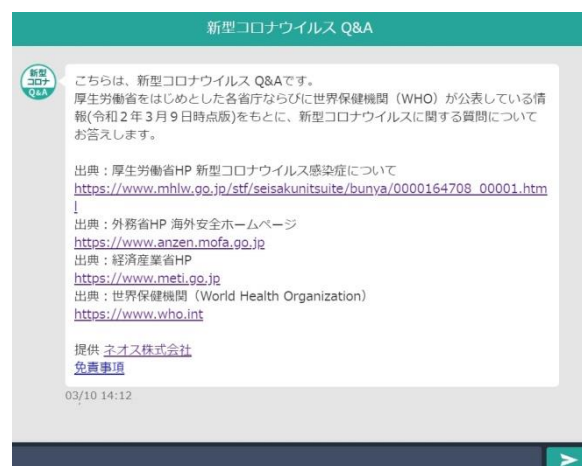 新型コロナウイルス Q&A
新型
コロナ
Q&A
こちらは、新型コロナウイルス Q&Aです。
厚生労働省をはじめとした各省庁ならびに世界保健機関（WHO）が公表している情
報(令和２年３月９日時点版)をもとに、新型コロナウイルスに関する質問について
お答えします。
出典：厚生労働省HP 新型コロナウイルス感染症について
https://www.mhlw.go.jp/stf/seisakunitsuite/bunya/0000164708_00001.htm
l
出典：外務省HP 海外安全ホームページ
https://www.anzen.mofa.go.jp
出典：経済産業省HP
https://www.meti.go.jp
出典：世界保健機関（World Health Organization）
https://www.who.int
提供 ネオス株式会社
免責事項
03/10 14:12